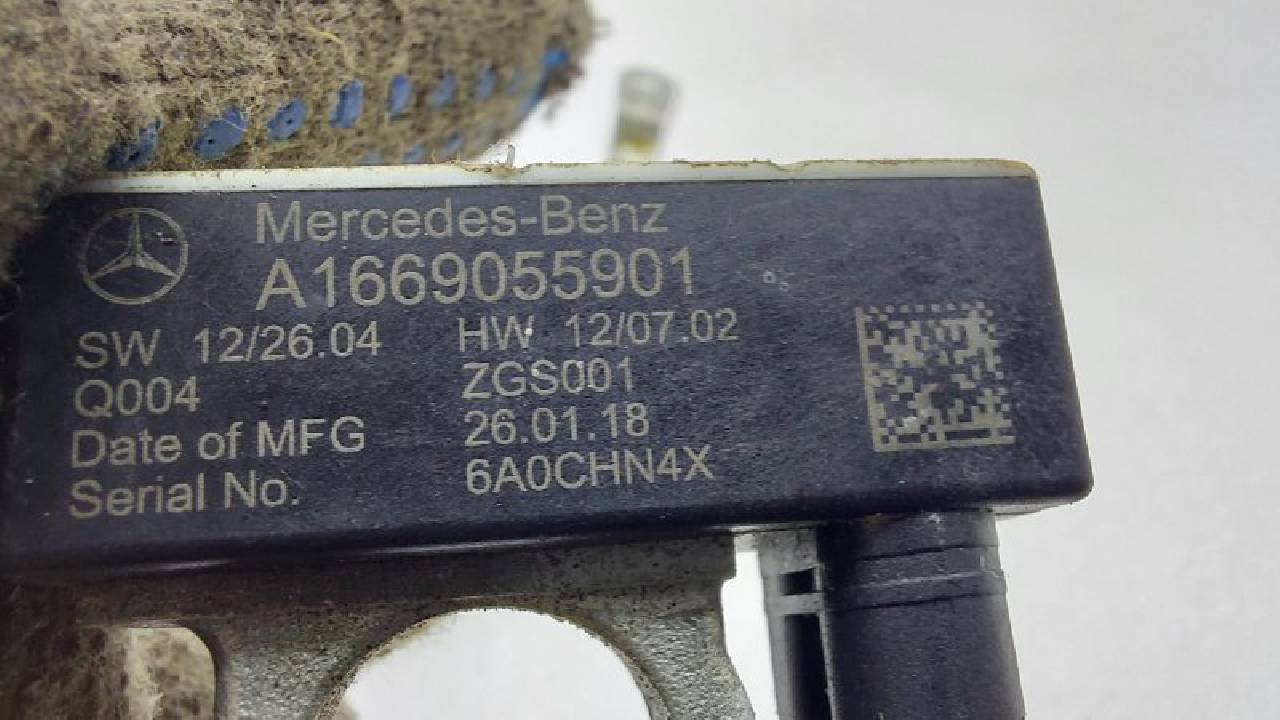 Mercedes-Benz
A1669055901
SW 12/26.04 HW 12/07.02
Q004 ZGS001
Date of MFG 26.01.18
Serial No. 6A0CHN4X